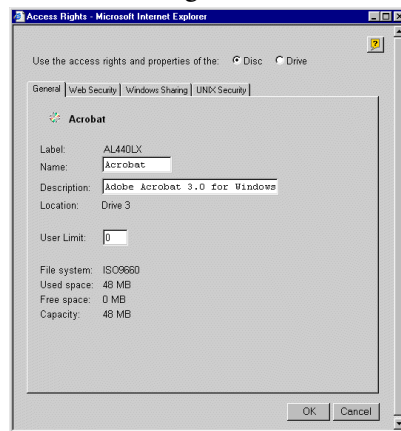 Access Rights - Microsoft Internet Explorer
?
Use the access rights and properties of the: Disc Drive
General Web Security Windows Sharing UNIX Security
Acrobat
Label: AL440LX
Name: Acrobat
Description: Adobe Acrobat 3.0 for Windows
Location: Drive 3
User Limit: 0
File system: ISO9660
Used space: 48 MB
Free space: 0 MB
Capacity: 48 MB
OK Cancel